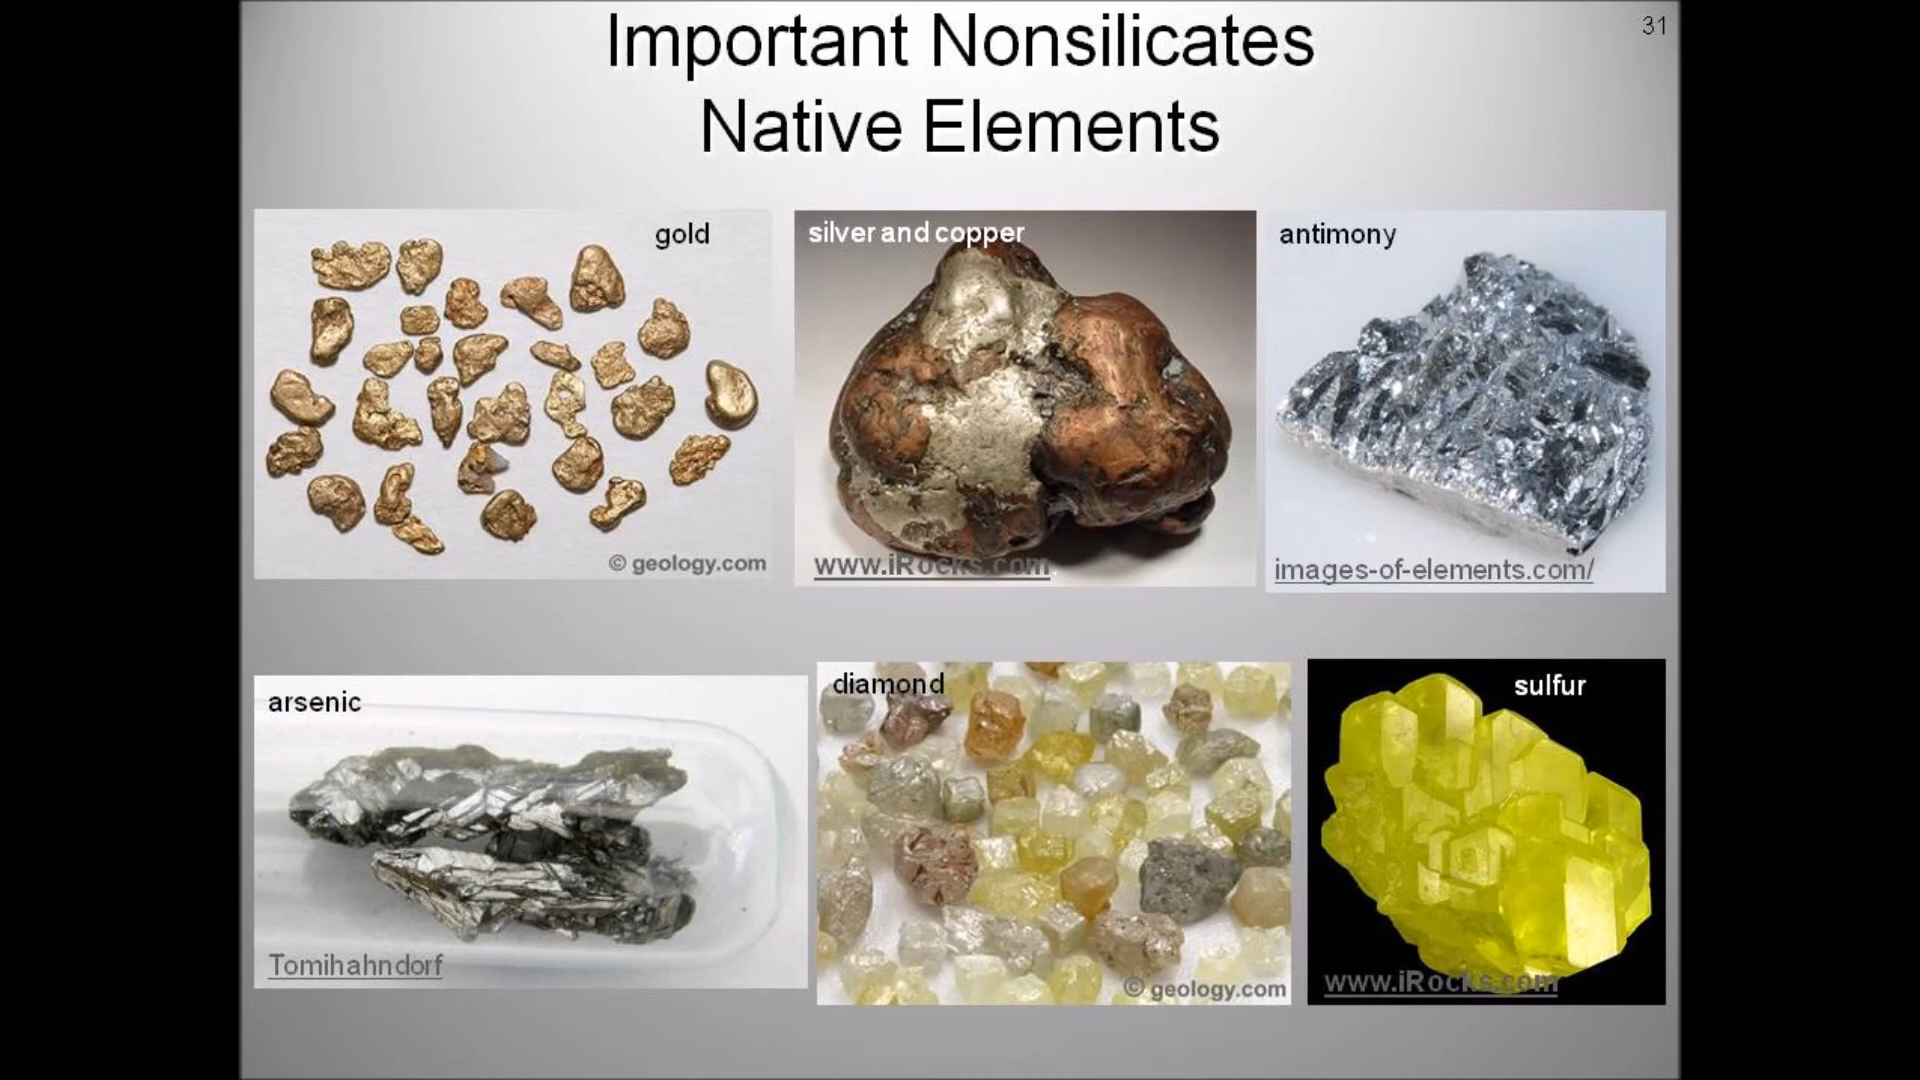 Important Nonsilicates
Native Elements
31
gold
© geology.com
silver and copper
www.iRocks.com.
antimony
images-of-elements.com/
arsenic
Tomihahndorf
diamond
© geology.com
sulfur
www.iRocks.com